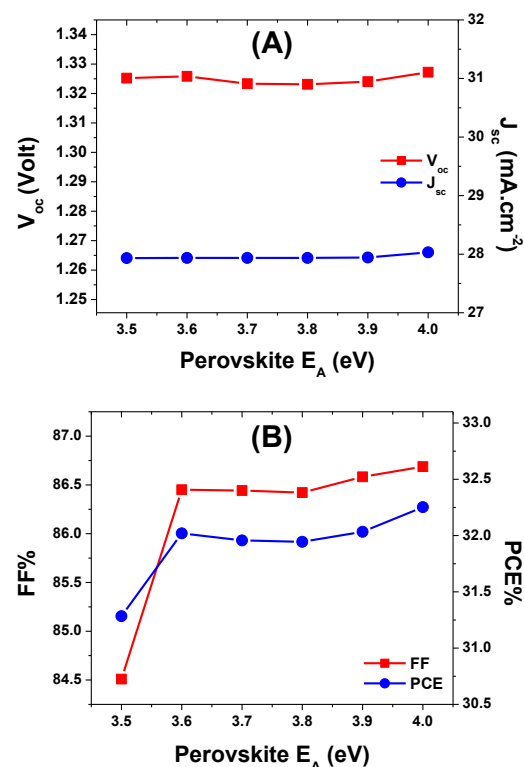 (A)
1.34
1.33
1.32
1.31
1.30
1.29
1.28
1.27
1.26
1.25
V_oc (Volt)
32
31
30
29
28
27
J_sc (mA.cm^-2)
V_oc
J_sc
3.5 3.6 3.7 3.8 3.9 4.0
Perovskite E_A (eV)
(B)
87.0
86.5
86.0
85.5
85.0
84.5
FF%
33.0
32.5
32.0
31.5
31.0
30.5
PCE%
FF
PCE
3.5 3.6 3.7 3.8 3.9 4.0
Perovskite E_A (eV)